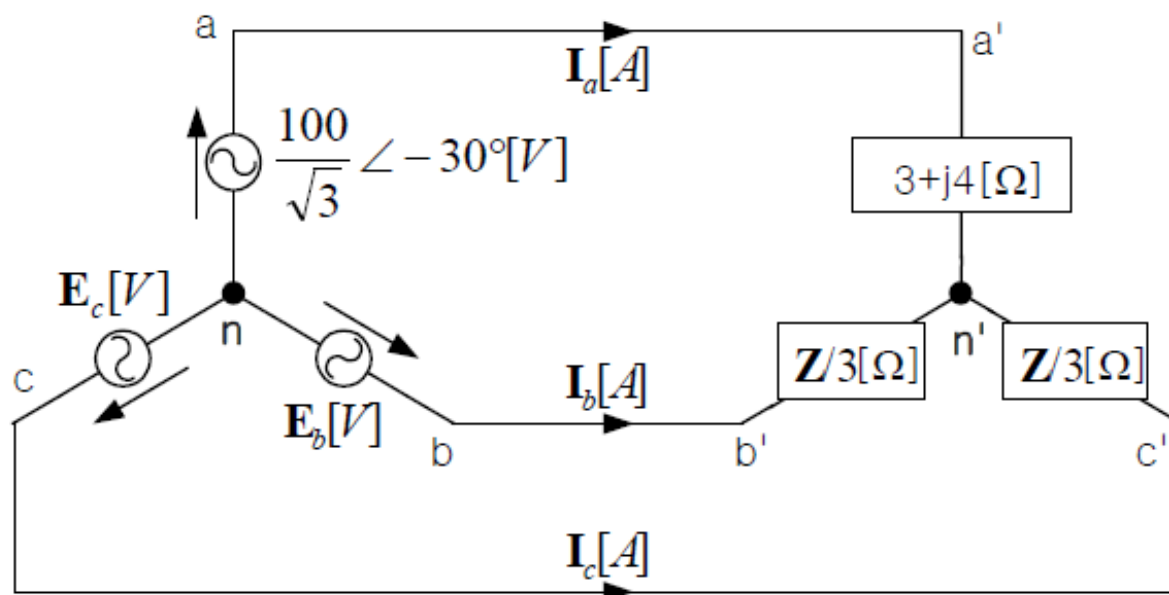 a
a'
I_a[A]
100/√3 ∠−30°[V]
3+j4[Ω]
E_c[V]
n
n'
Z/3[Ω]
Z/3[Ω]
c
I_b[A]
E_b[V]
b
b'
c'
I_c[A]